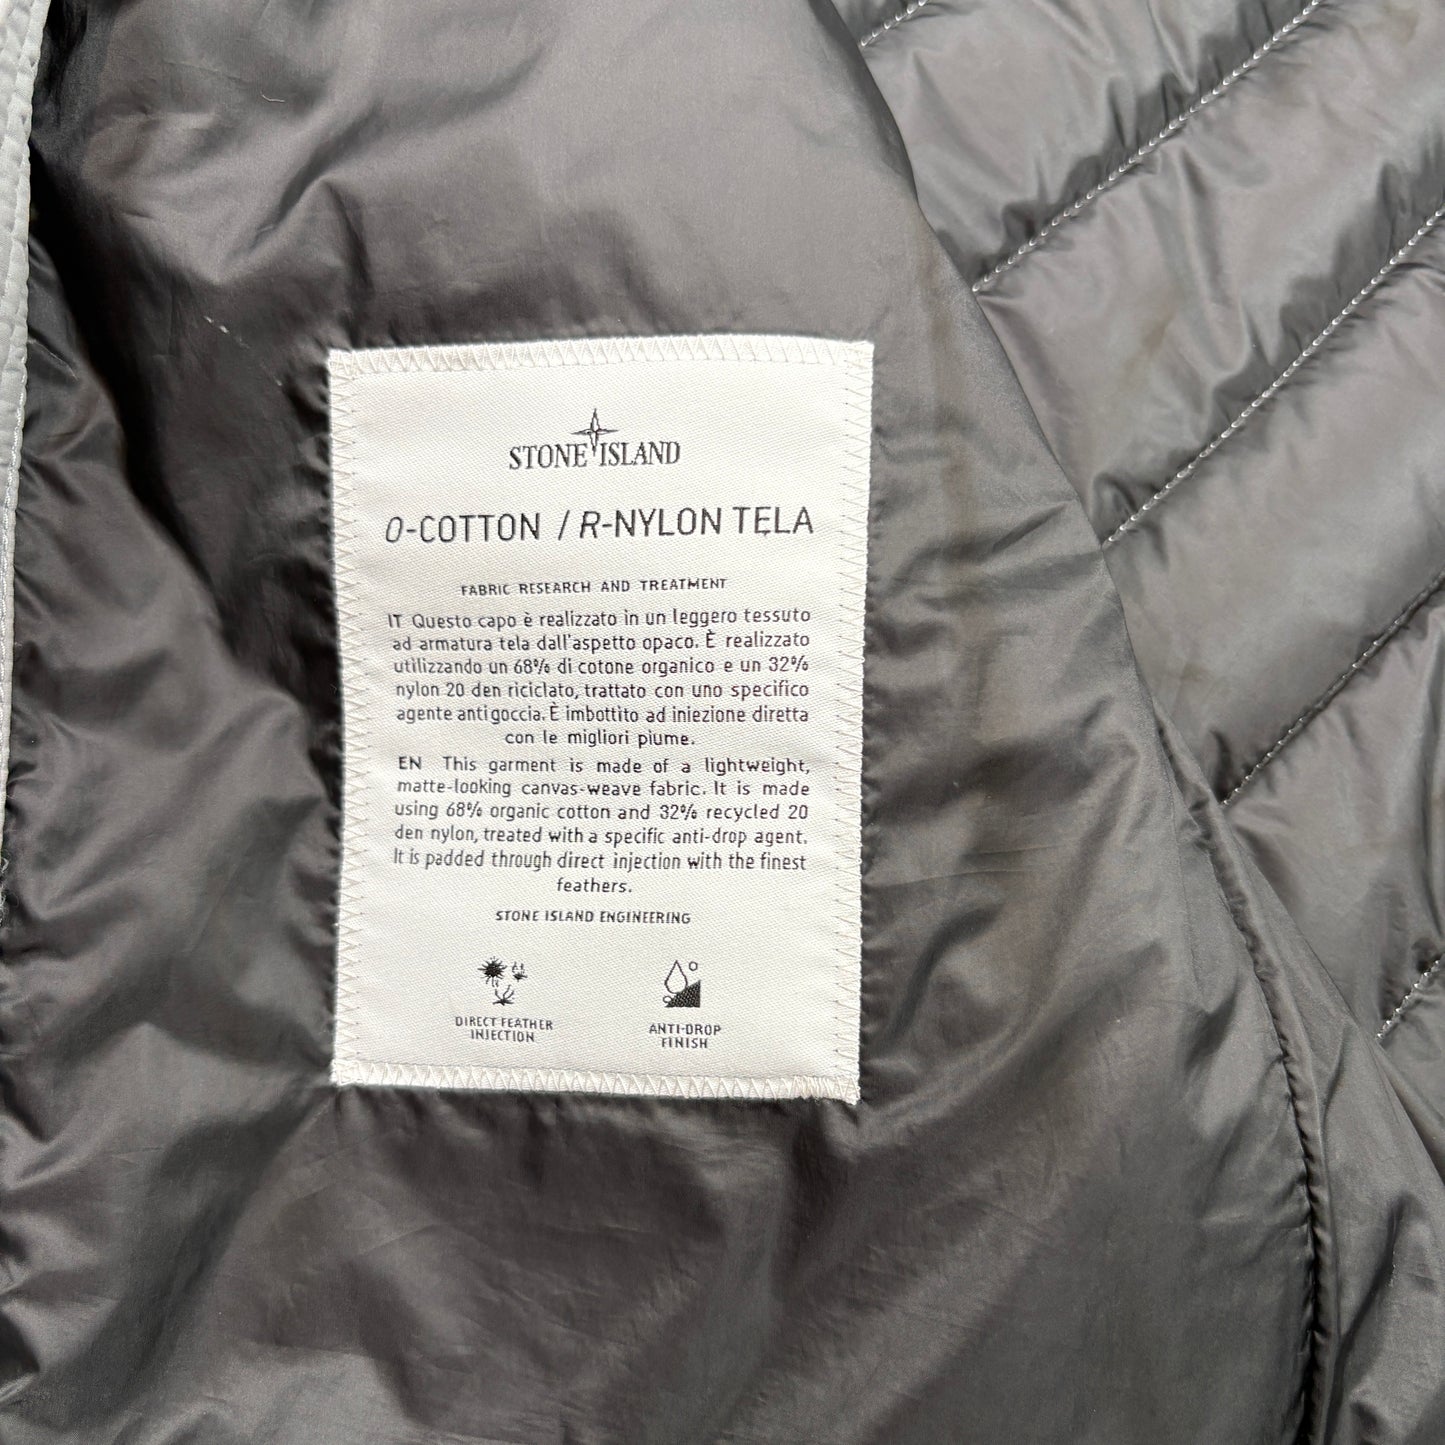 STONE ISLAND
O-COTTON / R-NYLON TELA
FABRIC RESEARCH AND TREATMENT
IT Questo capo è realizzato in un leggero tessuto
ad armatura tela dall'aspetto opaco. È realizzato
utilizzando un 68% di cotone organico e un 32%
nylon 20 den riciclato, trattato con uno specifico
agente antigoccia. È imbottito ad iniezione diretta
con le migliori piume.
EN This garment is made of a lightweight,
matte-looking canvas-weave fabric. It is made
using 68% organic cotton and 32% recycled 20
den nylon, treated with a specific anti-drop agent.
It is padded through direct injection with the finest
feathers.
STONE ISLAND ENGINEERING
DIRECT FEATHER
INJECTION
ANTI-DROP
FINISH